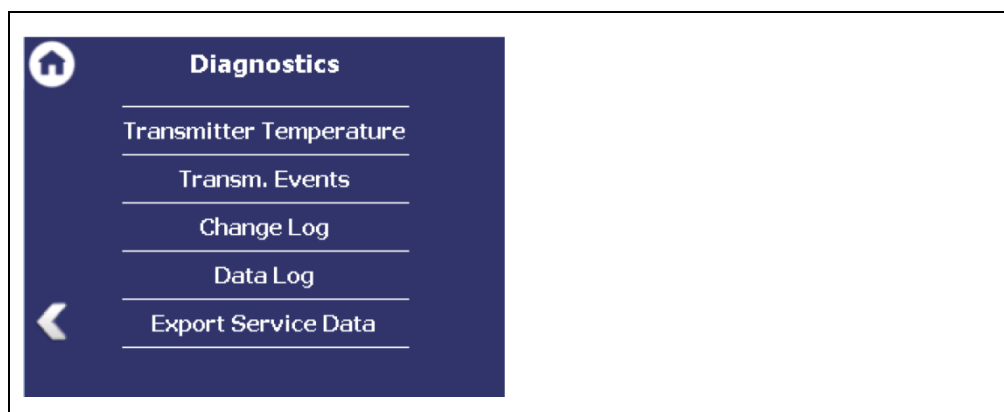 Diagnostics
Transmitter Temperature
Transm. Events
Change Log
Data Log
Export Service Data